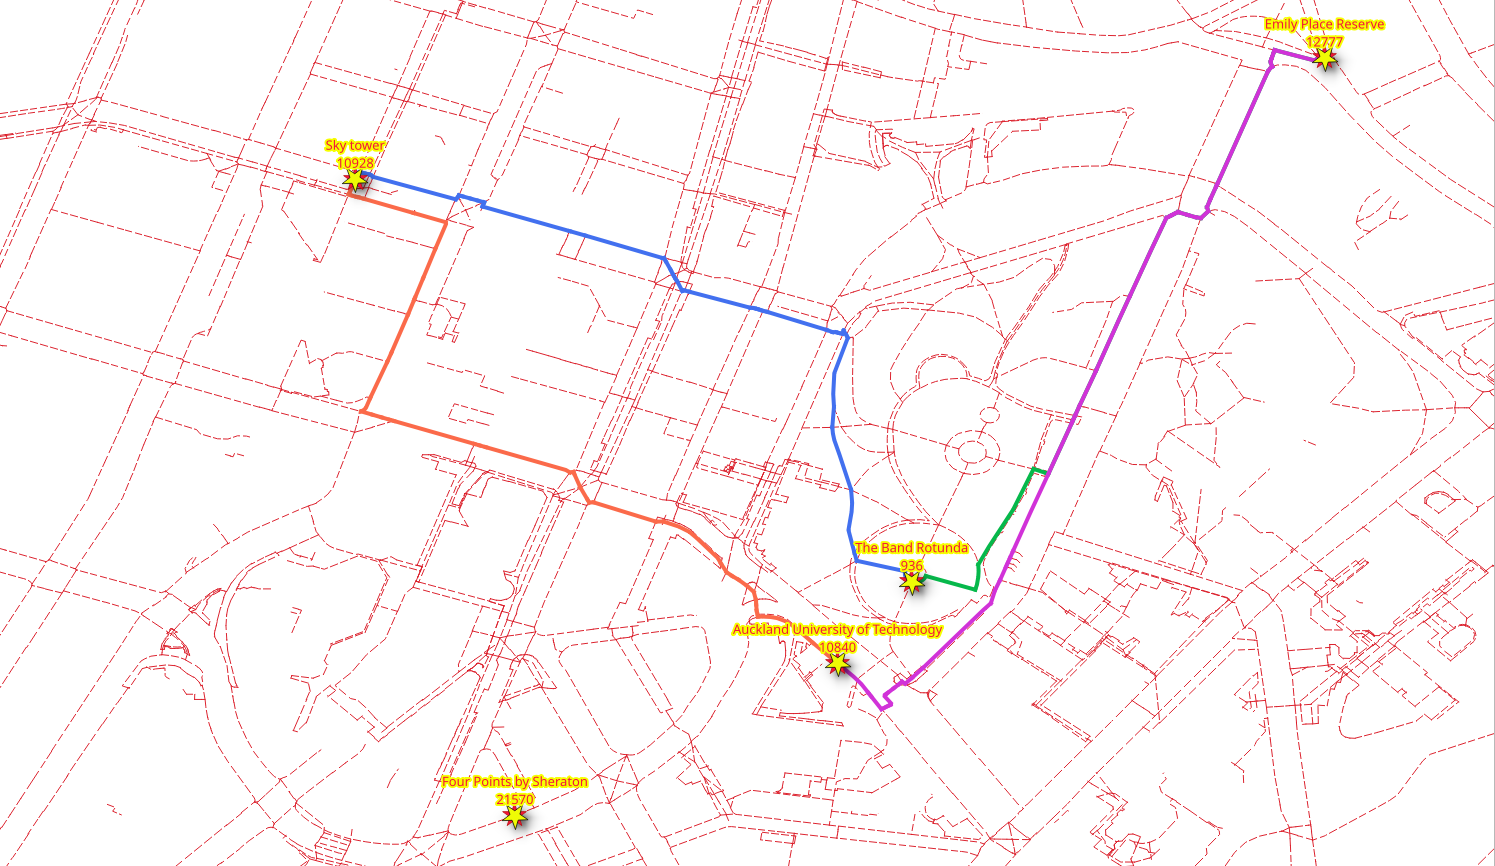 Emily Place Reserve
12777
Sky tower
10928
The Band Rotunda
936
Auckland University of Technology
10840
Four Points by Sheraton
21570